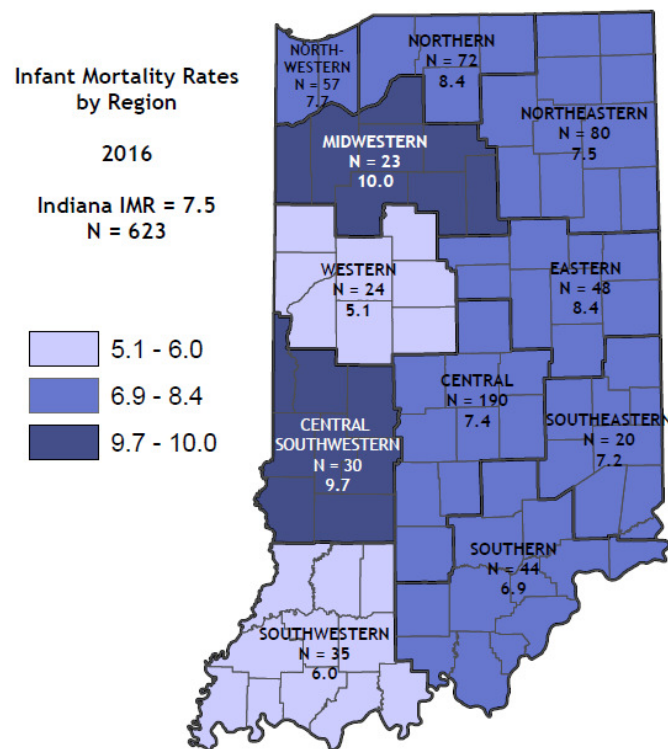 Infant Mortality Rates
by Region
2016
Indiana IMR = 7.5
N = 623
5.1 - 6.0
6.9 - 8.4
9.7 - 10.0
NORTH-
WESTERN
N = 57
7.7
NORTHERN
N = 72
8.4
NORTHEASTERN
N = 80
7.5
MIDWESTERN
N = 23
10.0
WESTERN
N = 24
5.1
EASTERN
N = 48
8.4
CENTRAL
N = 190
7.4
CENTRAL
SOUTHWESTERN
N = 30
9.7
SOUTHEASTERN
N = 20
7.2
SOUTHERN
N = 44
6.9
SOUTHWESTERN
N = 35
6.0